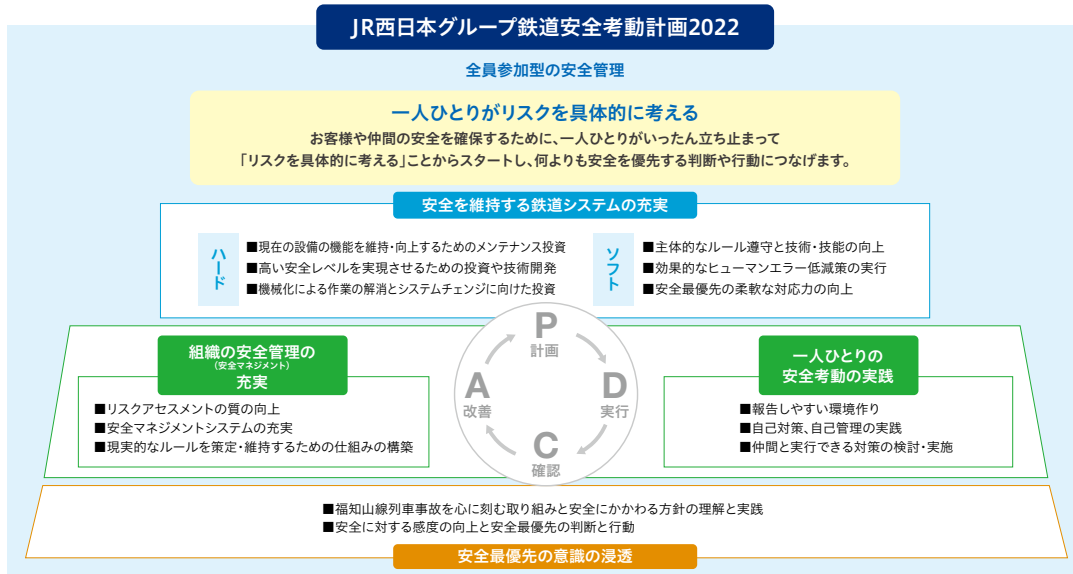 JR西日本グループ鉄道安全考動計画2022
全員参加型の安全管理
一人ひとりがリスクを具体的に考える
お客様や仲間の安全を確保するために、一人ひとりがいったん立ち止まって
「リスクを具体的に考える」ことからスタートし、何よりも安全を優先する判断や行動につなげます。
安全を維持する鉄道システムの充実
ハード
■現在の設備の機能を維持・向上するためのメンテナンス投資
■高い安全レベルを実現させるための投資や技術開発
■機械化による作業の解消とシステムチェンジに向けた投資
ソフト
■主体的なルール遵守と技術・技能の向上
■効果的なヒューマンエラー低減策の実行
■安全最優先の柔軟な対応力の向上
組織の安全管理の
(安全マネジメント)
充実
■リスクアセスメントの質の向上
■安全マネジメントシステムの充実
■現実的なルールを策定・維持するための仕組みの構築
P
計画
D
実行
C
確認
A
改善
一人ひとりの
安全考動の実践
■報告しやすい環境作り
■自己対策、自己管理の実践
■仲間と実行できる対策の検討・実施
■福知山線列車事故を心に刻む取り組みと安全にかかわる方針の理解と実践
■安全に対する感度の向上と安全最優先の判断と行動
安全最優先の意識の浸透